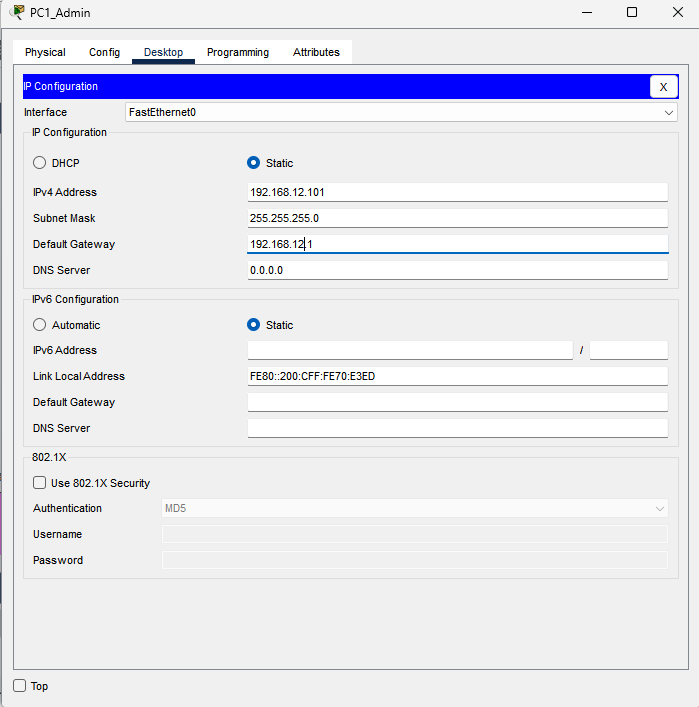 PC1_Admin
Physical Config Desktop Programming Attributes
IP Configuration X
Interface FastEthernet0
IP Configuration
DHCP Static
IPv4 Address 192.168.12.101
Subnet Mask 255.255.255.0
Default Gateway 192.168.12.1
DNS Server 0.0.0.0
IPv6 Configuration
Automatic Static
IPv6 Address /
Link Local Address FE80::200:CFF:FE70:E3ED
Default Gateway
DNS Server
802.1X
Use 802.1X Security
Authentication MD5
Username
Password
Top